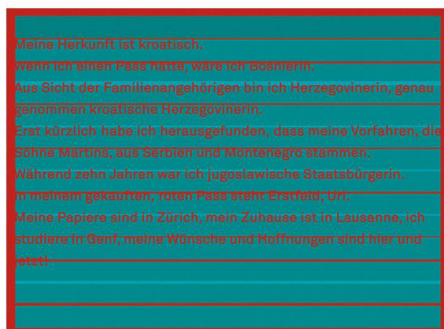 Meine Herkunft ist kroatisch.
Wenn ich einen Pass hätte, wäre ich Bosnierin.
Aus Sicht der Familienangehörigen bin ich Herzegovinerin, genau
genommen kroatische Herzegovinerin.
Erst kürzlich habe ich herausgefunden, dass meine Vorfahren, die
Söhne Martins, aus Serbien und Montenegro stammen.
Während zehn Jahren war ich jugoslawische Staatsbürgerin.
In meinem gekauften, roten Pass steht Erstfeld, Uri.
Meine Papiere sind in Zürich, mein Zuhause ist in Lausanne, ich
studiere in Genf, meine Wünsche und Hoffnungen sind hier und
jetzt!